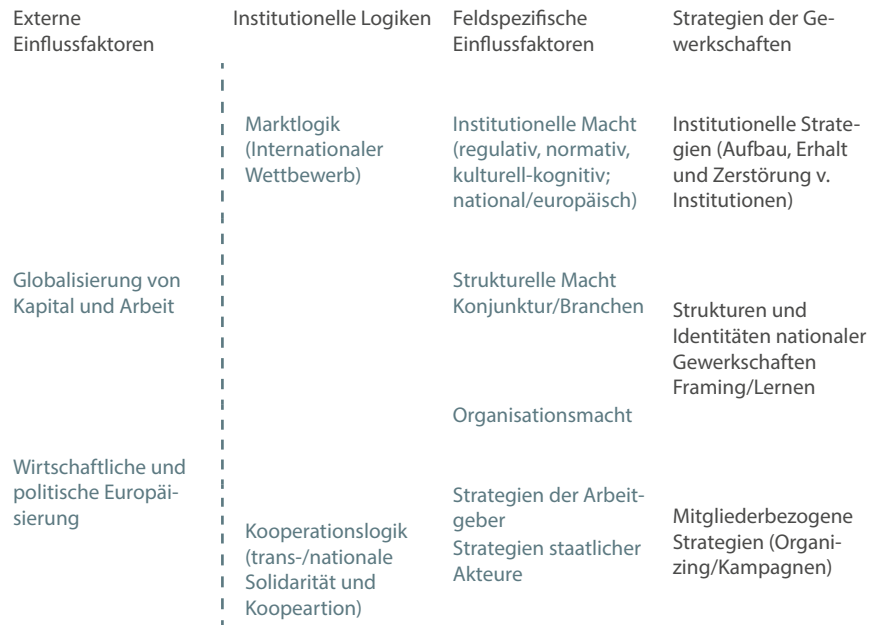 Externe
Einflussfaktoren
Institutionelle Logiken
Feldspezifische
Einflussfaktoren
Strategien der Ge-
werkschaften
Globalisierung von
Kapital und Arbeit
Wirtschaftliche und
politische Europäi-
sierung
Marktlogik
(Internationaler
Wettbewerb)
Kooperationslogik
(trans-/nationale
Solidarität und
Koopeartion)
Institutionelle Macht
(regulativ, normativ,
kulturell-kognitiv;
national/europäisch)
Strukturelle Macht
Konjunktur/Branchen
Organisationsmacht
Strategien der Arbeit-
geber
Strategien staatlicher
Akteure
Institutionelle Strate-
gien (Aufbau, Erhalt
und Zerstörung v.
Institutionen)
Strukturen und
Identitäten nationaler
Gewerkschaften
Framing/Lernen
Mitgliederbezogene
Strategien (Organi-
zing/Kampagnen)